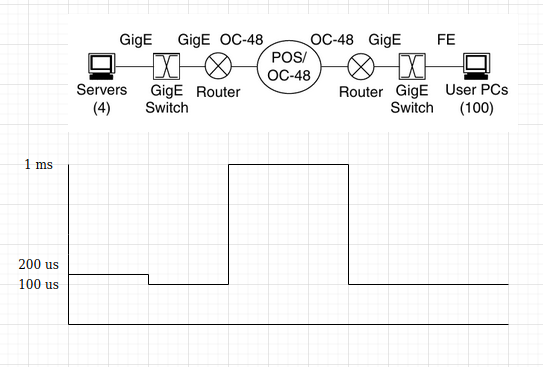 GigE GigE OC-48 OC-48 GigE FE
POS/
OC-48
Servers
(4)
GigE
Switch
Router
Router
GigE
Switch
User PCs
(100)
1 ms
200 us
100 us